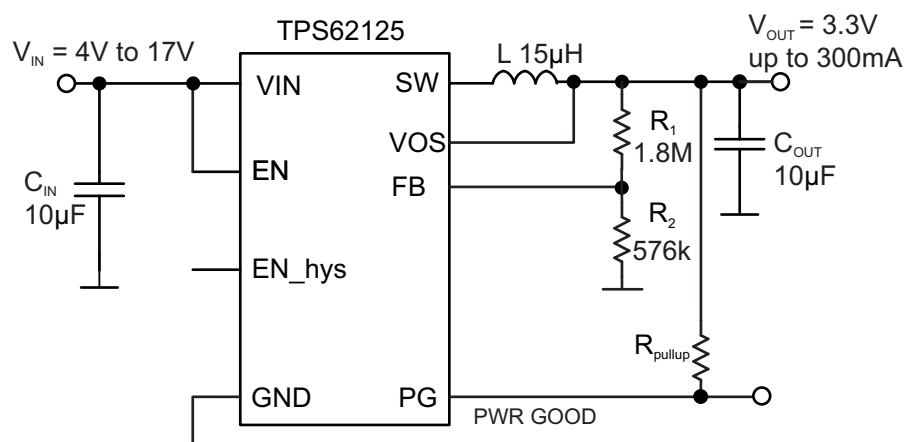 TPS62125
V_IN = 4V to 17V
V_OUT = 3.3V
up to 300mA
L 15µH
VIN
SW
VOS
EN
FB
R_1
1.8M
C_OUT
10µF
C_IN
10µF
R_2
576k
EN_hys
R_pullup
GND
PG
PWR GOOD